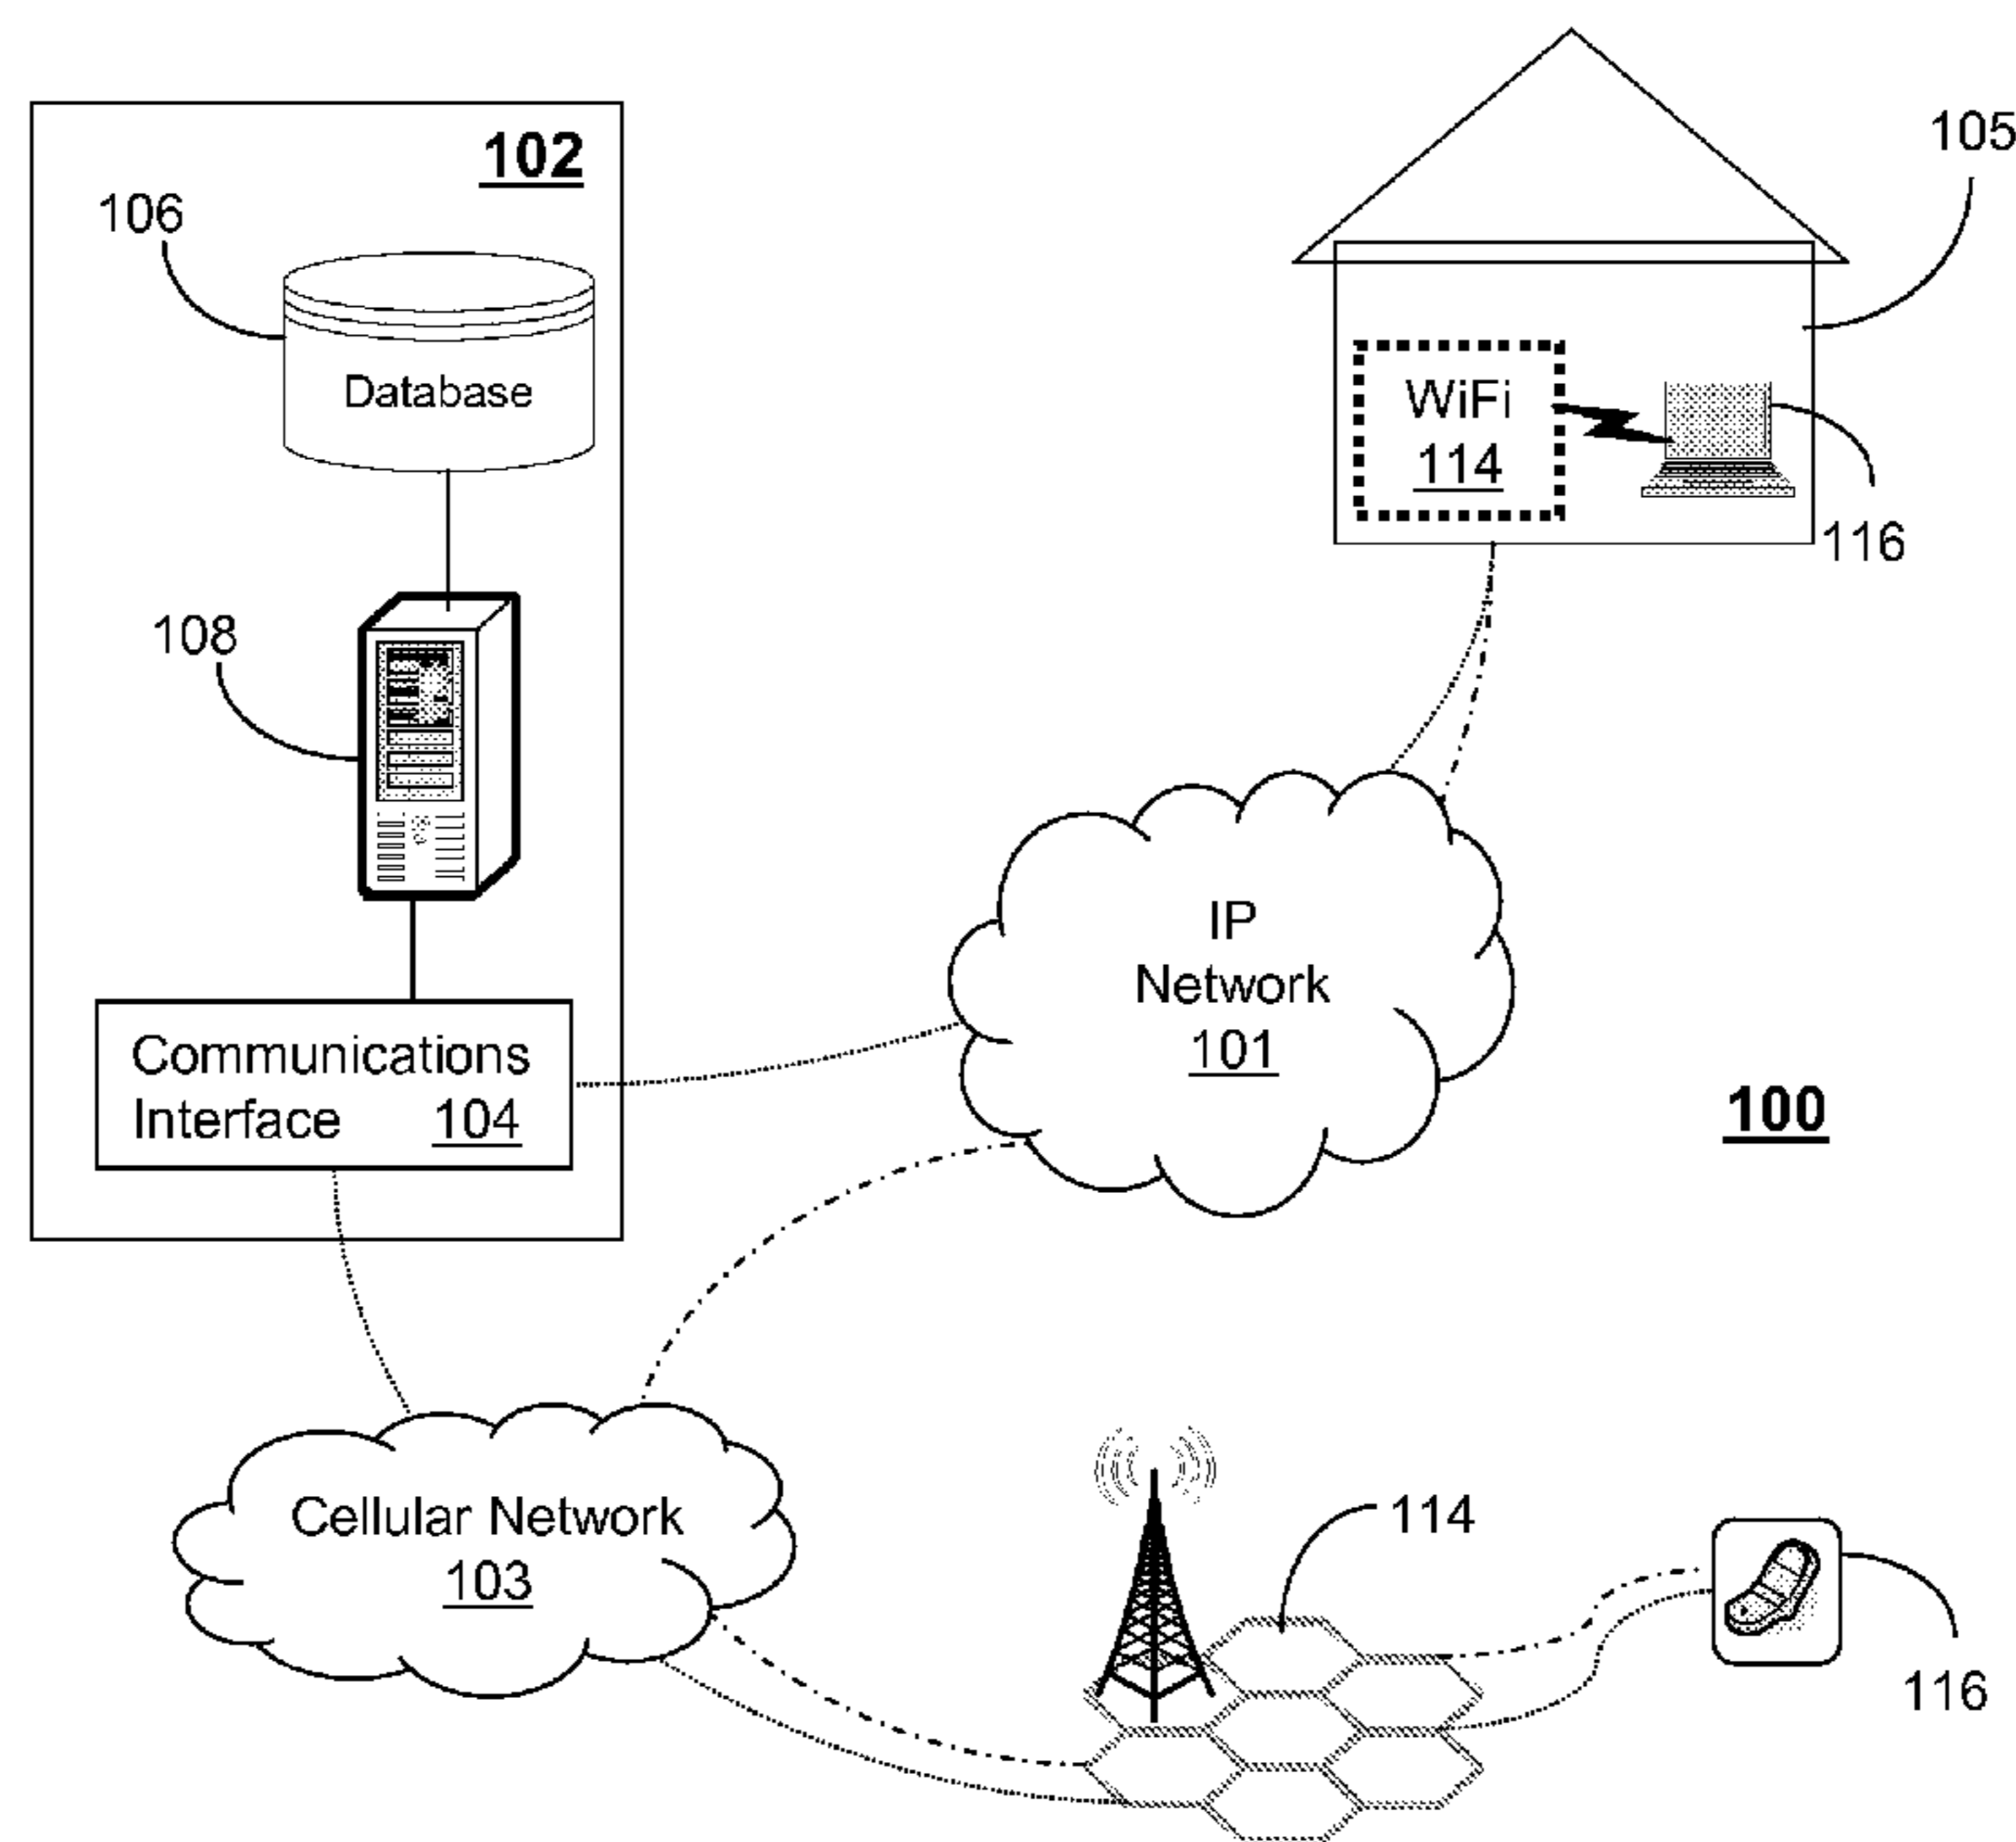 102
106
Database
108
Communications
Interface 104
105
WiFi
114
116
IP
Network
101
100
Cellular Network
103
114
116